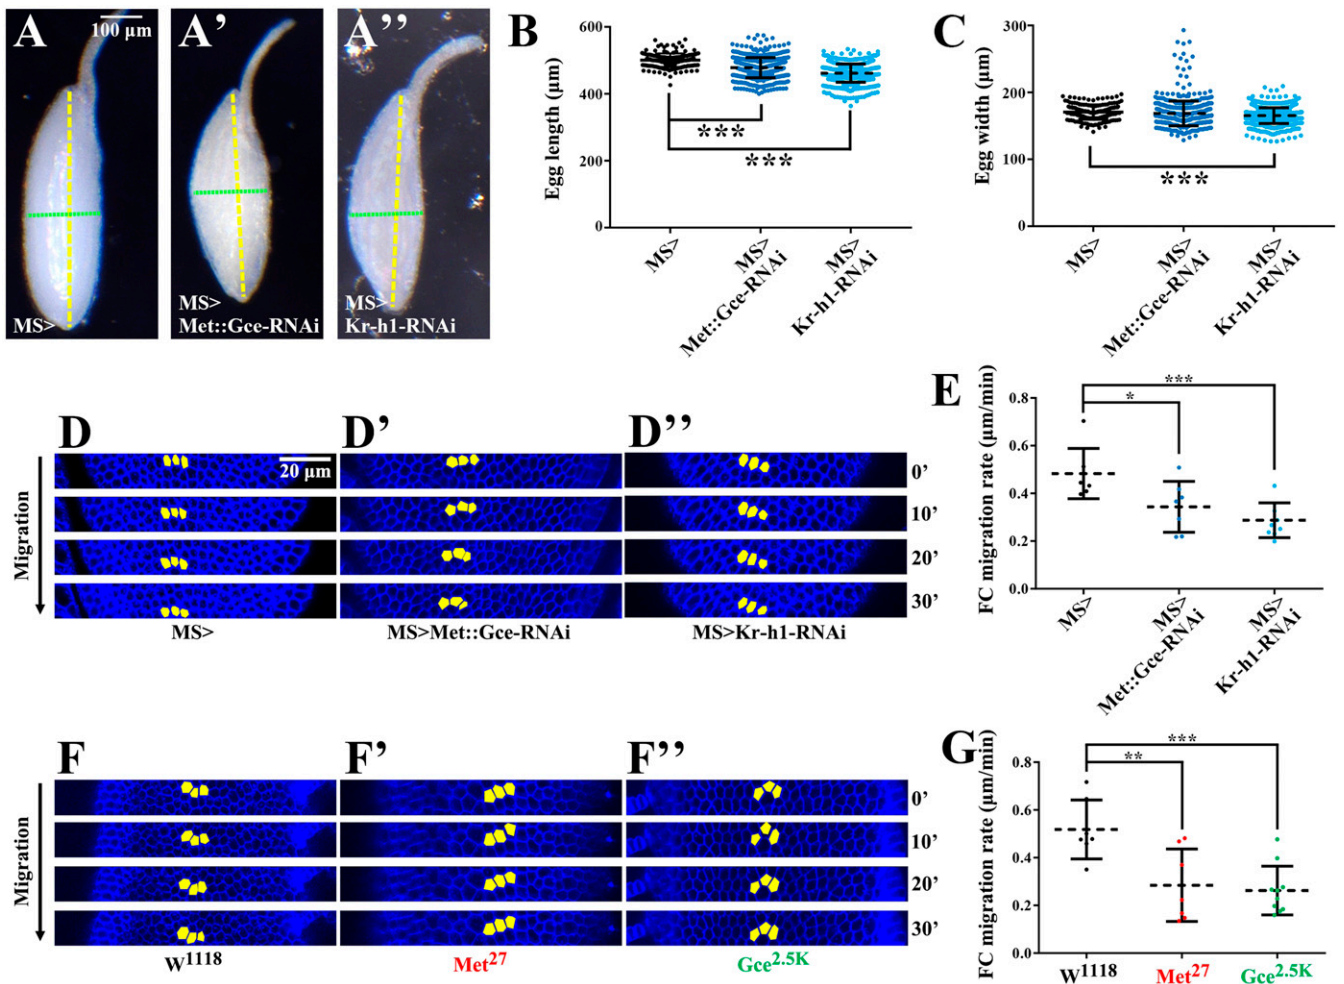 A
100 µm
MS>
A’
MS>
Met::Gce-RNAi
A’’
MS>
Kr-h1-RNAi
B
Egg length (µm)
600
400
200
0
***
***
MS>
MS>
Met::Gce-RNAi
MS>
Kr-h1-RNAi
C
Egg width (µm)
300
200
100
0
***
MS>
MS>
Met::Gce-RNAi
MS>
Kr-h1-RNAi
D
D’
D’’
Migration
20 µm
0’
10’
20’
30’
MS>
MS>Met::Gce-RNAi
MS>Kr-h1-RNAi
E
FC migration rate (µm/min)
0.8
0.6
0.4
0.2
0.0
***
*
MS>
MS>
Met::Gce-RNAi
MS>
Kr-h1-RNAi
F
F’
F’’
Migration
0’
10’
20’
30’
W1118
Met27
Gce2.5K
G
FC migration rate (µm/min)
0.8
0.6
0.4
0.2
0.0
***
**
W1118
Met27
Gce2.5K